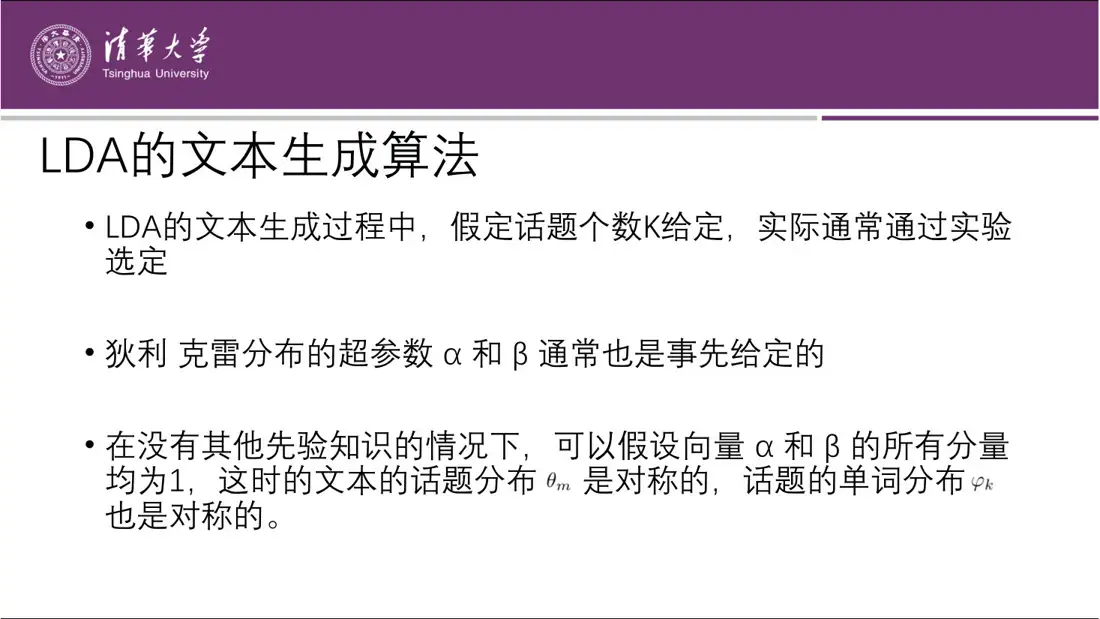 清华大学
Tsinghua University
LDA的文本生成算法
• LDA的文本生成过程中，假定话题个数K给定，实际通常通过实验
选定
• 狄利 克雷分布的超参数 α 和 β 通常也是事先给定的
• 在没有其他先验知识的情况下，可以假设向量 α 和 β 的所有分量
均为1，这时的文本的话题分布 θₘ 是对称的，话题的单词分布 φₖ
也是对称的。